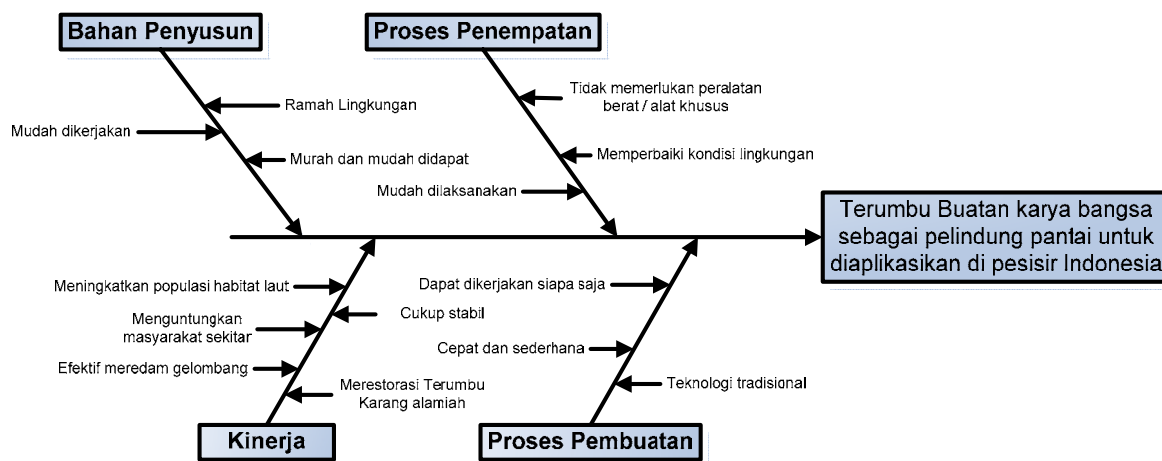 Bahan Penyusun
Proses Penempatan
Tidak memerlukan peralatan
berat / alat khusus
Ramah Lingkungan
Mudah dikerjakan
Murah dan mudah didapat
Memperbaiki kondisi lingkungan
Mudah dilaksanakan
Terumbu Buatan karya bangsa
sebagai pelindung pantai untuk
diaplikasikan di pesisir Indonesia
Meningkatkan populasi habitat laut
Dapat dikerjakan siapa saja
Cukup stabil
Menguntungkan
masyarakat sekitar
Cepat dan sederhana
Efektif meredam gelombang
Merestorasi Terumbu
Karang alamiah
Teknologi tradisional
Kinerja
Proses Pembuatan